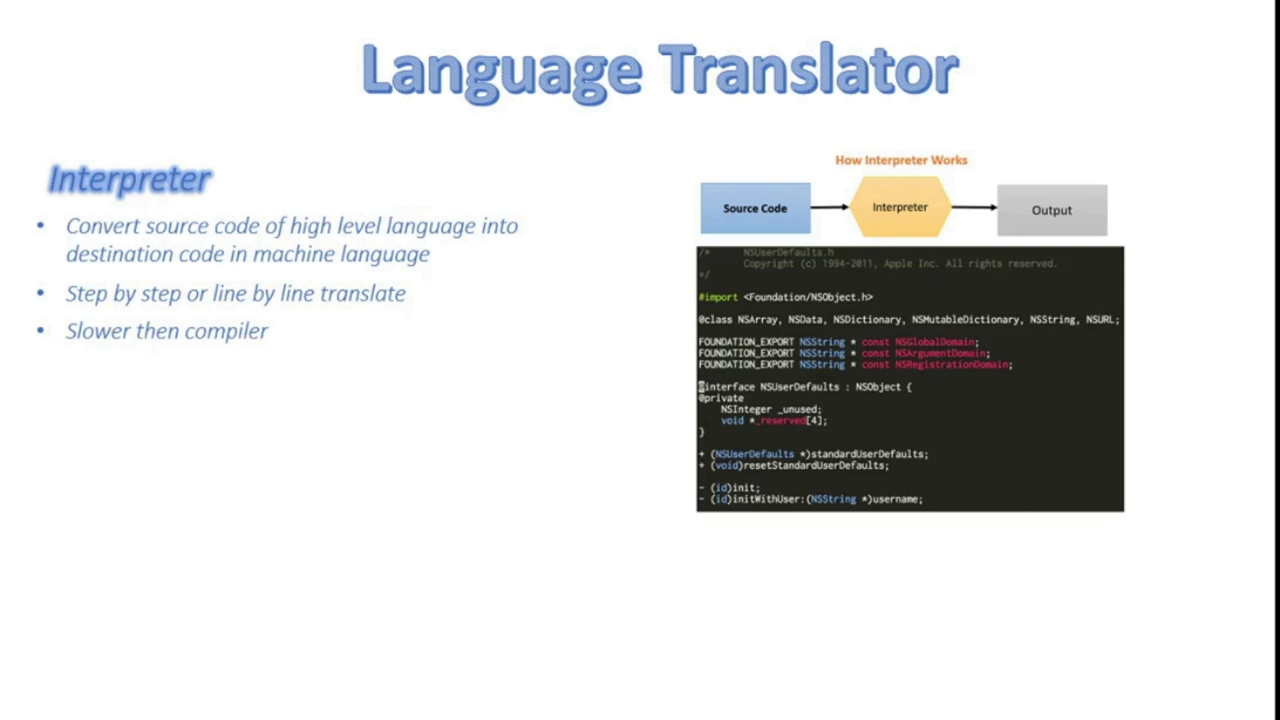 Language Translator
Interpreter
• Convert source code of high level language into
destination code in machine language
• Step by step or line by line translate
• Slower then compiler
How Interpreter Works
Source Code
Interpreter
Output
/*      NSUserDefaults.h
        Copyright (c) 1994-2011, Apple Inc. All rights reserved.
*/
#import <Foundation/NSObject.h>
@class NSArray, NSData, NSDictionary, NSMutableDictionary, NSString, NSURL;
FOUNDATION_EXPORT NSString * const NSGlobalDomain;
FOUNDATION_EXPORT NSString * const NSArgumentDomain;
FOUNDATION_EXPORT NSString * const NSRegistrationDomain;
@interface NSUserDefaults : NSObject {
@private
    NSInteger _unused;
    void *_reserved[4];
}
+ (NSUserDefaults *)standardUserDefaults;
+ (void)resetStandardUserDefaults;
- (id)init;
- (id)initWithUser:(NSString *)username;